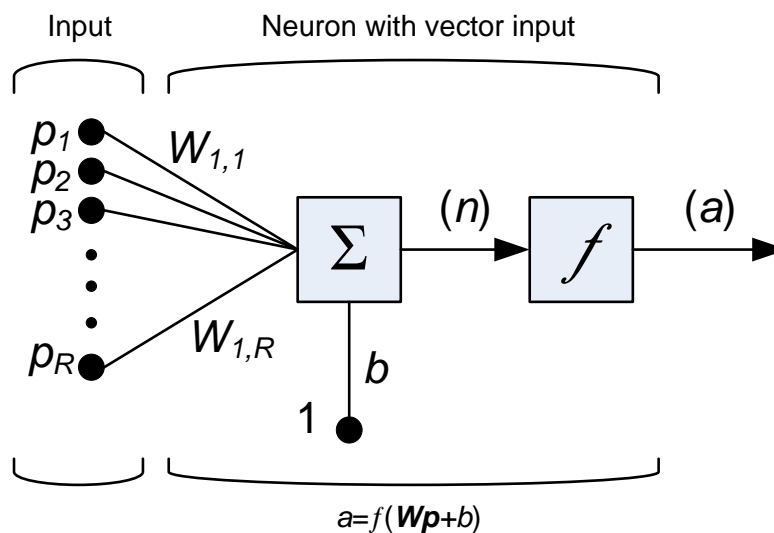 Input
Neuron with vector input
p1
W1,1
p2
p3
Σ
(n)
f
(a)
pR
W1,R
b
1
a=f(Wp+b)